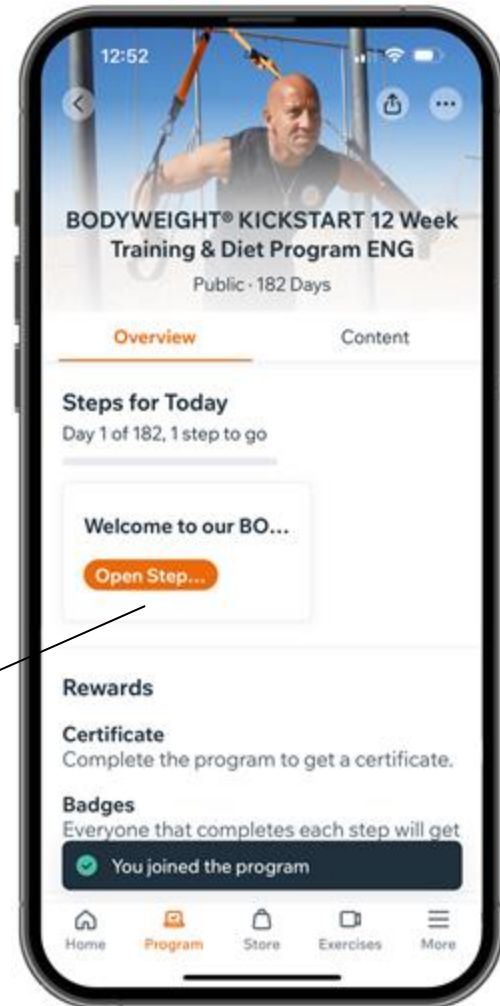 12:52
BODYWEIGHT® KICKSTART 12 Week
Training & Diet Program ENG
Public · 182 Days
Overview
Content
Steps for Today
Day 1 of 182, 1 step to go
Welcome to our BO...
Open Step...
Rewards
Certificate
Complete the program to get a certificate.
Badges
Everyone that completes each step will get
You joined the program
Home Program Store Exercises More